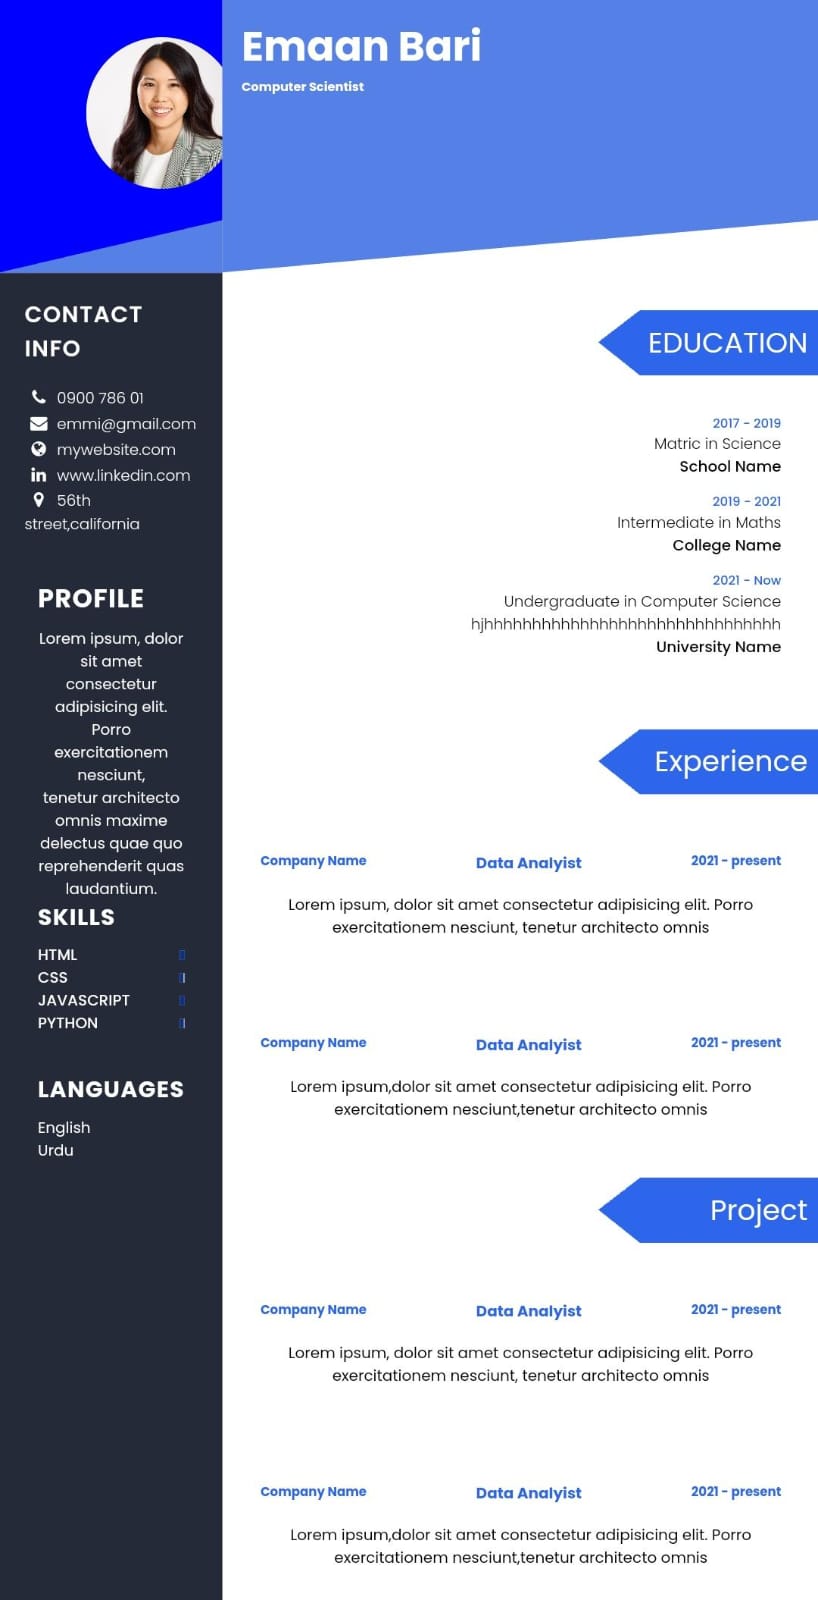 Emaan Bari
Computer Scientist
CONTACT
INFO
0900 786 01
emmi@gmail.com
mywebsite.com
www.linkedin.com
56th
street,california
PROFILE
Lorem ipsum, dolor
sit amet
consectetur
adipisicing elit.
Porro
exercitationem
nesciunt,
tenetur architecto
omnis maxime
delectus quae quo
reprehenderit quas
laudantium.
SKILLS
HTML
CSS
JAVASCRIPT
PYTHON
LANGUAGES
English
Urdu
EDUCATION
2017 - 2019
Matric in Science
School Name
2019 - 2021
Intermediate in Maths
College Name
2021 - Now
Undergraduate in Computer Science
hjhhhhhhhhhhhhhhhhhhhhhhhhhhhhhh
University Name
Experience
Company Name Data Analyist 2021 - present
Lorem ipsum, dolor sit amet consectetur adipisicing elit. Porro
exercitationem nesciunt, tenetur architecto omnis
Company Name Data Analyist 2021 - present
Lorem ipsum,dolor sit amet consectetur adipisicing elit. Porro
exercitationem nesciunt,tenetur architecto omnis
Project
Company Name Data Analyist 2021 - present
Lorem ipsum, dolor sit amet consectetur adipisicing elit. Porro
exercitationem nesciunt, tenetur architecto omnis
Company Name Data Analyist 2021 - present
Lorem ipsum,dolor sit amet consectetur adipisicing elit. Porro
exercitationem nesciunt,tenetur architecto omnis